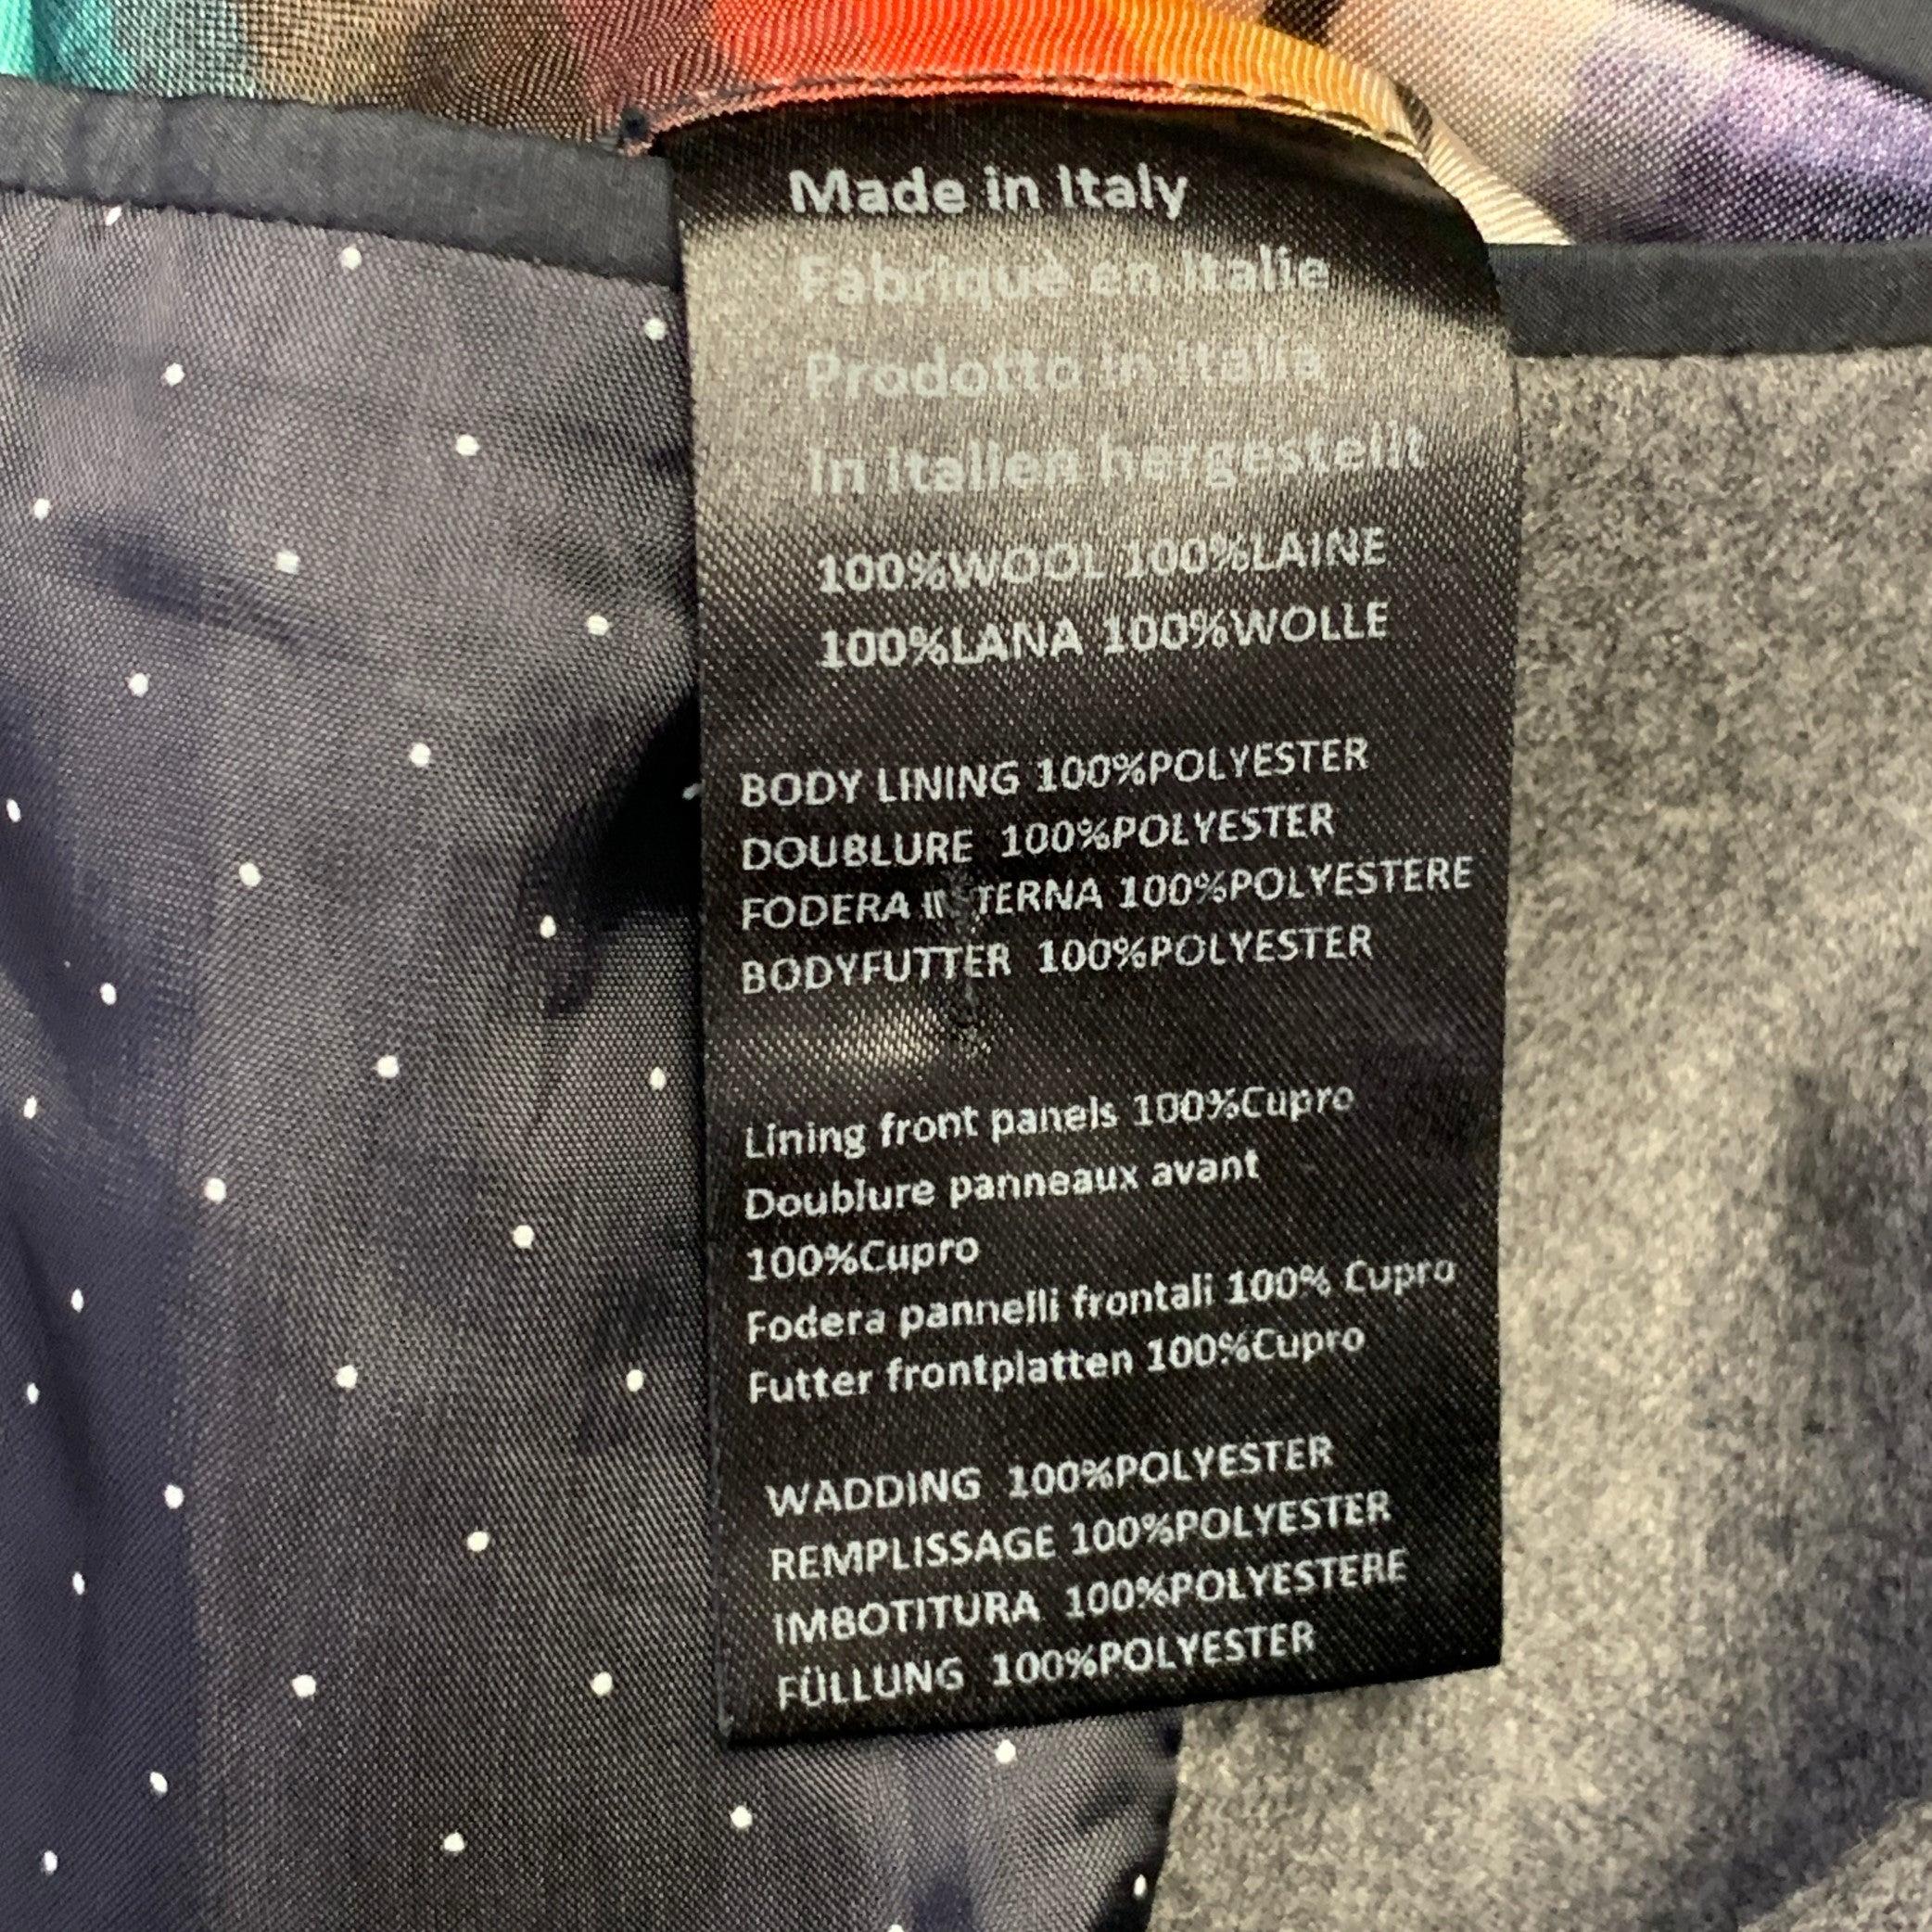 Made in Italy
Fabriquè en Italie
Prodotto in Italia
In Italien hergestellt
100%WOOL 100%LAINE
100%LANA 100%WOLLE
BODY LINING 100%POLYESTER
DOUBLURE 100%POLYESTER
FODERA INTERNA 100%POLYESTERE
BODYFUTTER 100%POLYESTER
Lining front panels 100%Cupro
Doublure panneaux avant
100%Cupro
Fodera pannelli frontali 100% Cupro
Futter frontplatten 100%Cupro
WADDING 100%POLYESTER
REMPLISSAGE 100%POLYESTER
IMBOTITURA 100%POLYESTERE
FÜLLUNG 100%POLYESTER